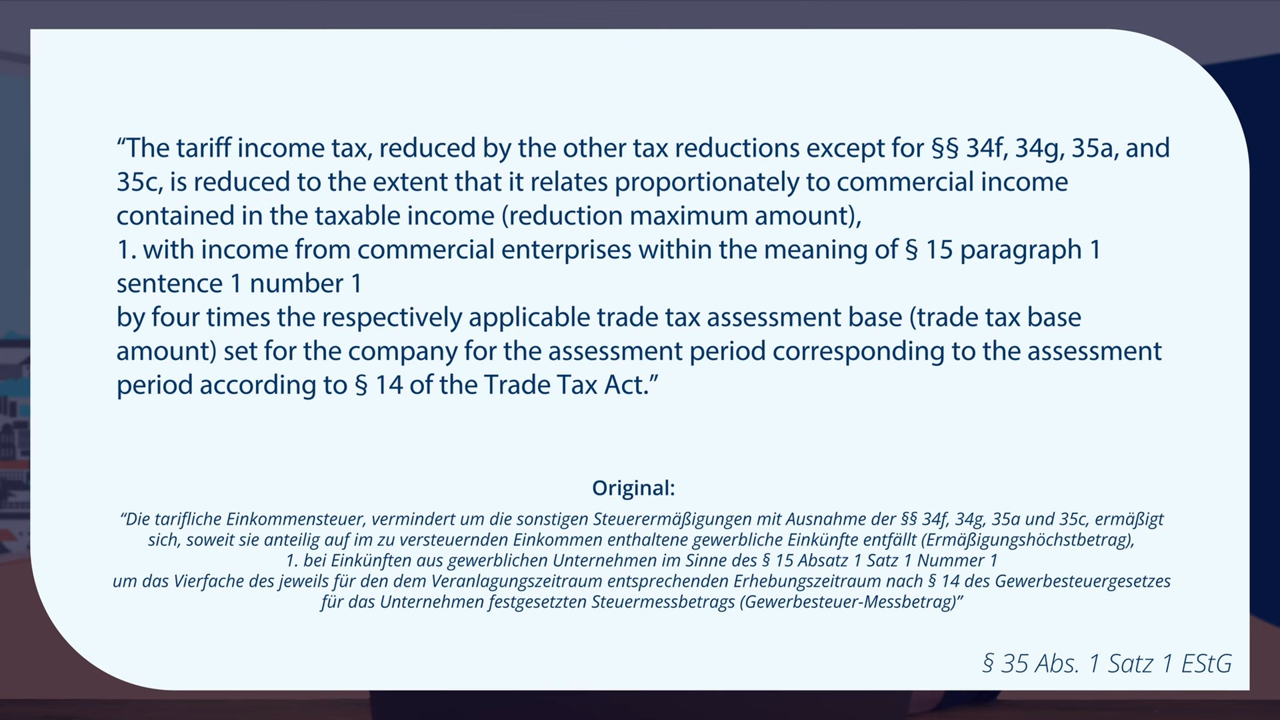 “The tariff income tax, reduced by the other tax reductions except for §§ 34f, 34g, 35a, and
35c, is reduced to the extent that it relates proportionately to commercial income
contained in the taxable income (reduction maximum amount),
1. with income from commercial enterprises within the meaning of § 15 paragraph 1
sentence 1 number 1
by four times the respectively applicable trade tax assessment base (trade tax base
amount) set for the company for the assessment period corresponding to the assessment
period according to § 14 of the Trade Tax Act.”
Original:
“Die tarifliche Einkommensteuer, vermindert um die sonstigen Steuerermäßigungen mit Ausnahme der §§ 34f, 34g, 35a und 35c, ermäßigt
sich, soweit sie anteilig auf im zu versteuernden Einkommen enthaltene gewerbliche Einkünfte entfällt (Ermäßigungshöchstbetrag),
1. bei Einkünften aus gewerblichen Unternehmen im Sinne des § 15 Absatz 1 Satz 1 Nummer 1
um das Vierfache des jeweils für den dem Veranlagungszeitraum entsprechenden Erhebungszeitraum nach § 14 des Gewerbesteuergesetzes
für das Unternehmen festgesetzten Steuermessbetrags (Gewerbesteuer-Messbetrag)”
§ 35 Abs. 1 Satz 1 EStG